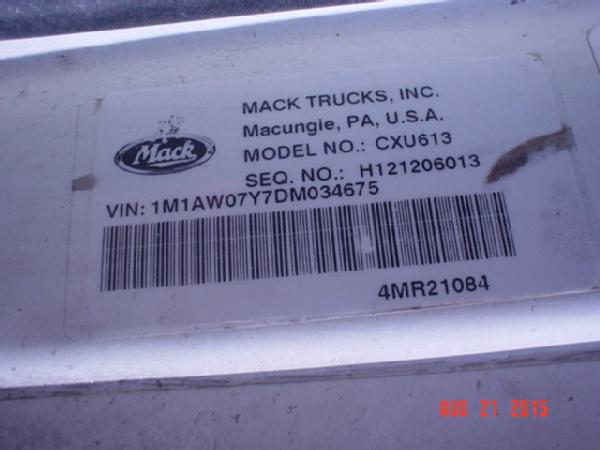 MACK TRUCKS, INC.
Macungie, PA, U.S.A.
MODEL NO.: CXU613
SEQ. NO.: H121206013
Mack
VIN: 1M1AW07Y7DM034675
4MR21084
AUG 21 2015